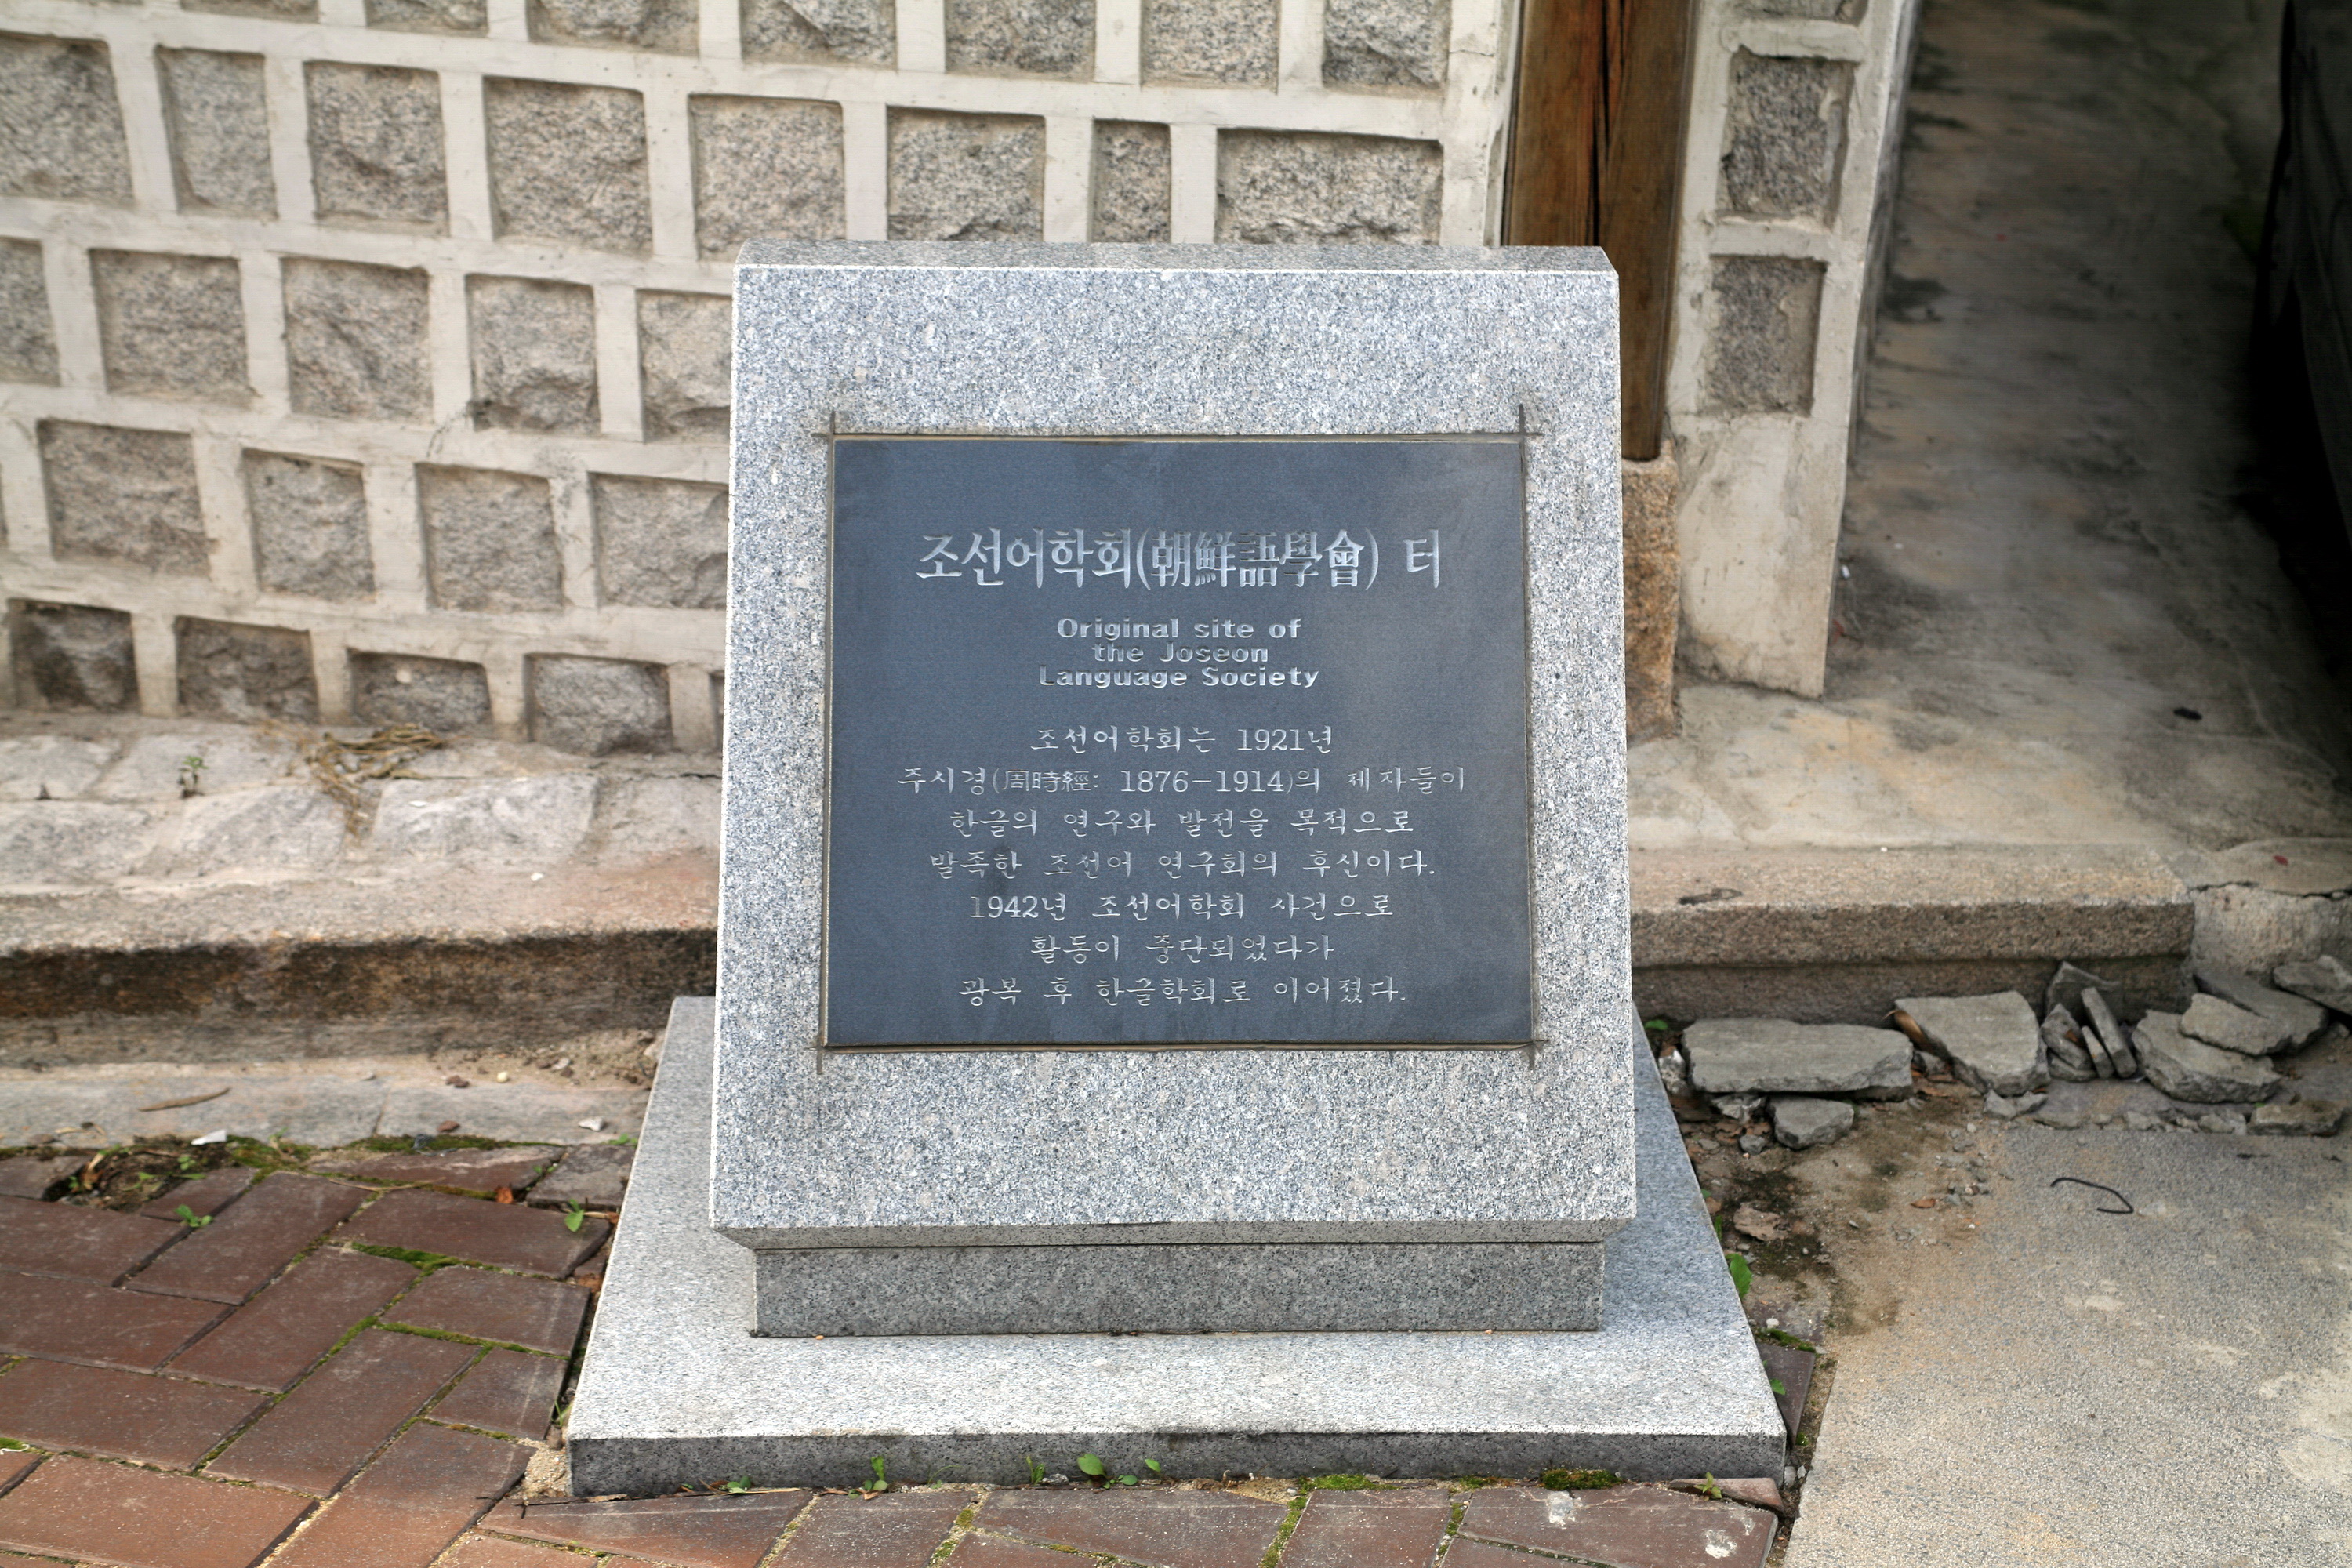 조선어학회(朝鮮語學會) 터
Original site of
the Joseon
Language Society
조선어학회는 1921년
주시경(周時經: 1876-1914)의 제자들이
한글의 연구와 발전을 목적으로
발족한 조선어 연구회의 후신이다.
1942년 조선어학회 사건으로
활동이 중단되었다가
광복 후 한글학회로 이어졌다.